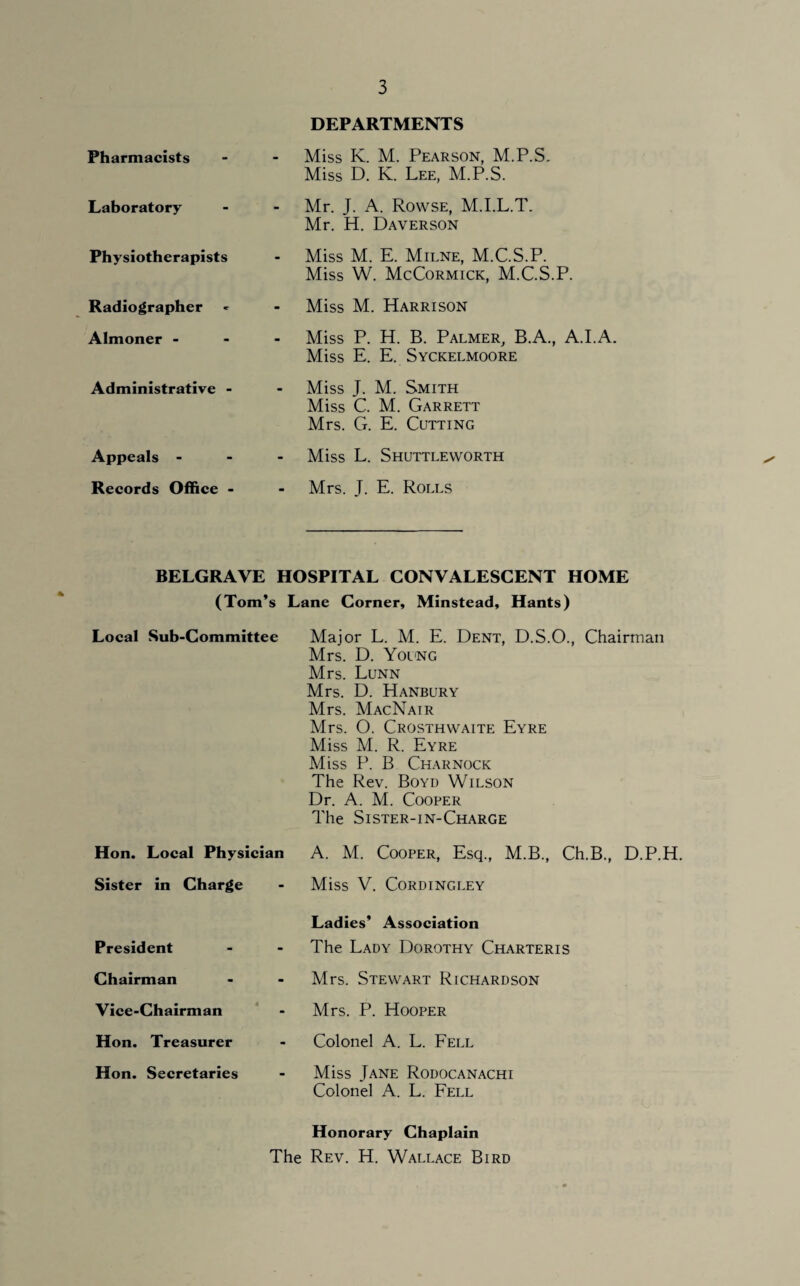 3
DEPARTMENTS
Pharmacists - - Miss K. M. Pearson, M.P.S.
Miss D. K. Lee, M.P.S.
Laboratory - - Mr. J. A. Rowse, M.I.L.T.
Mr. H. Daverson
Physiotherapists - Miss M. E. Milne, M.C.S.P.
Miss W. McCormick, M.C.S.P.
Radiographer - - Miss M. Harrison
Almoner - - - Miss P. H. B. Palmer, B.A., A.I.A.
Miss E. E. Syckelmoore
Administrative - - Miss J. M. Smith
Miss C. M. Garrett
Mrs. G. E. Cutting
Appeals - - - Miss L. Shuttleworth
Records Office - - Mrs. J. E. Rolls
BELGRAVE HOSPITAL CONVALESCENT HOME
(Tom's Lane Corner, Minstead, Hants)
Local Sub-Committee Major L. M. E. Dent, D.S.O., Chairman
Mrs. D. Young
Mrs. Lunn
Mrs. D. Hanbury
Mrs. MacNair
Mrs. O. Crosthwaite Eyre
Miss M. R. Eyre
Miss P. B Charnock
The Rev. Boyd Wilson
Dr. A. M. Cooper
The Sister-in-Charge
Hon. Local Physician A. M. Cooper, Esq., M.B., Ch.B., D.P.H.
Sister in Charge - Miss V. Cordingley
Ladies' Association
President - - The Lady Dorothy Charteris
Chairman - - Mrs. Stewart Richardson
Vice-Chairman - Mrs. P. Hooper
Hon. Treasurer - Colonel A. L. Fell
Hon. Secretaries - Miss Jane Rodocanachi
Colonel A. L. Fell
Honorary Chaplain
The Rev. H. Wallace Bird